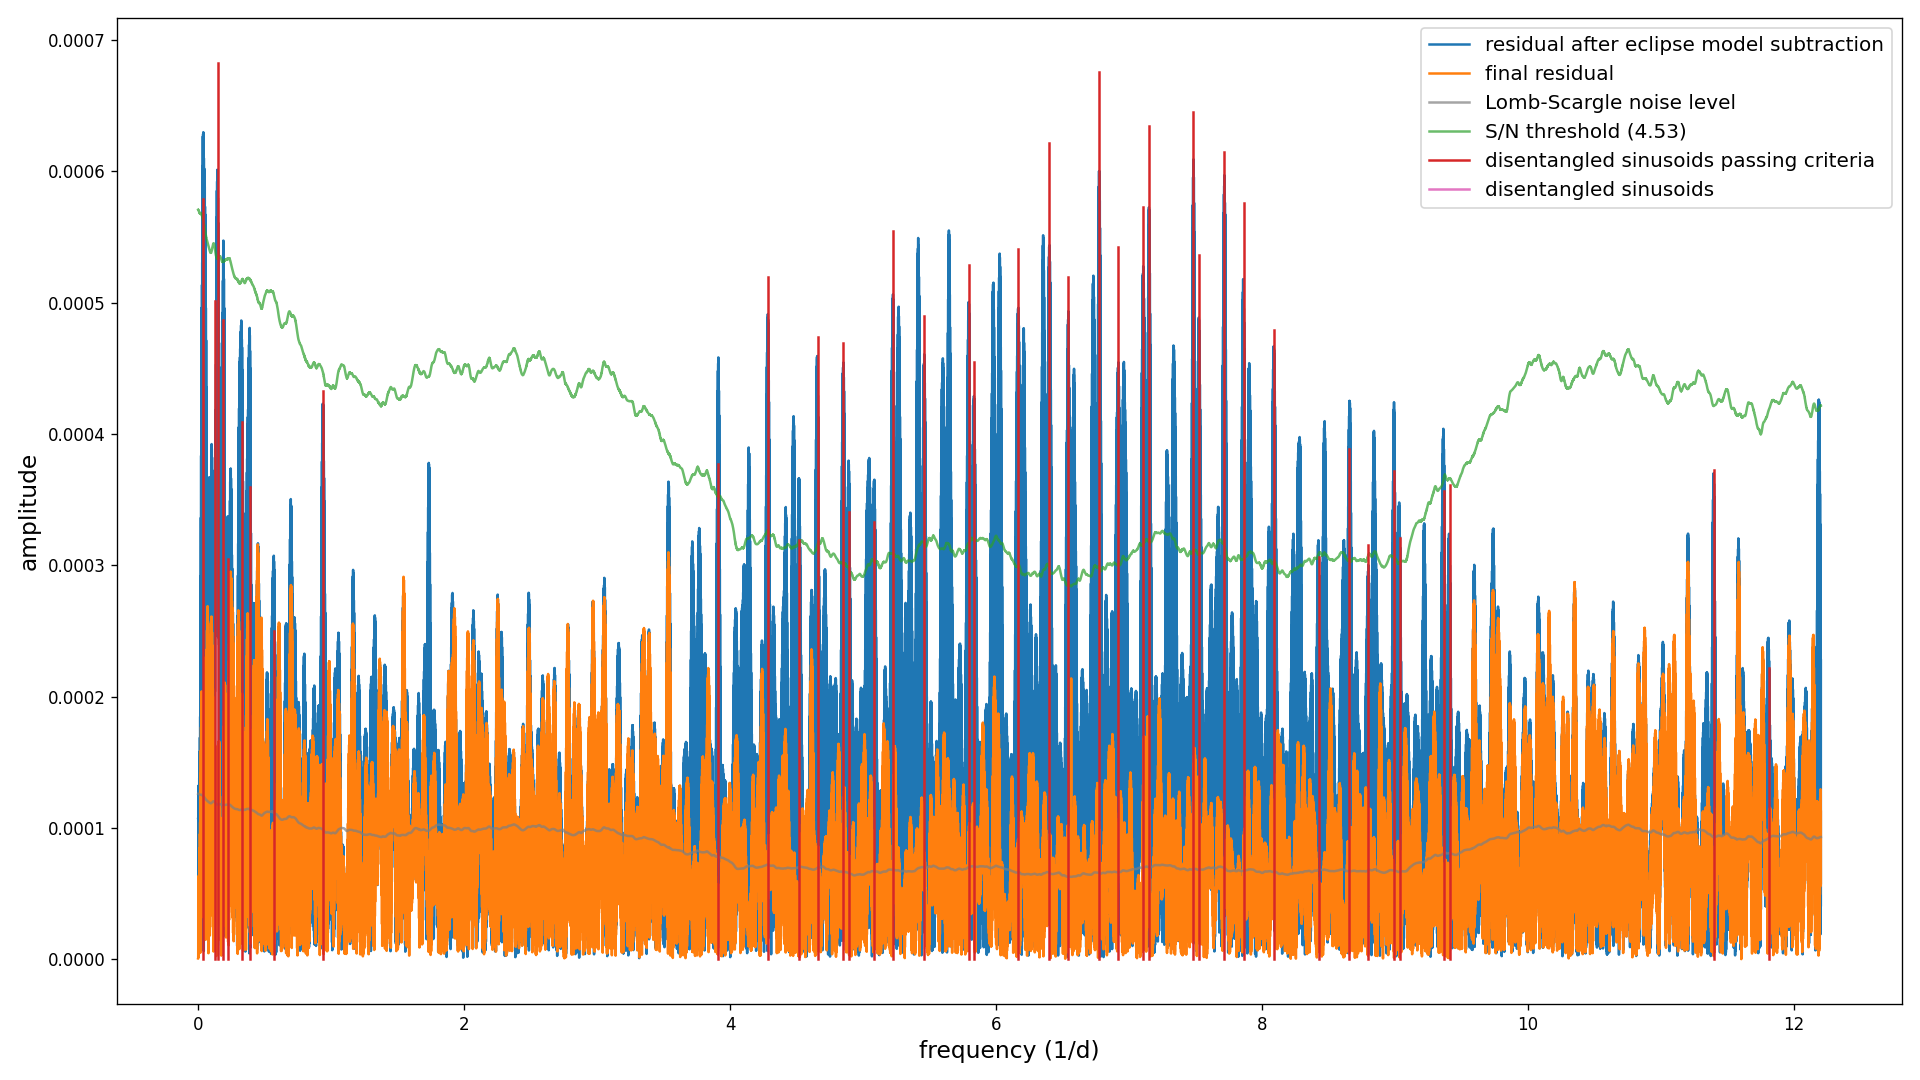 0.0007
0.0006
0.0005
0.0004
0.0003
0.0002
0.0001
0.0000
amplitude
0 2 4 6 8 10 12
frequency (1/d)
residual after eclipse model subtraction
final residual
Lomb-Scargle noise level
S/N threshold (4.53)
disentangled sinusoids passing criteria
disentangled sinusoids